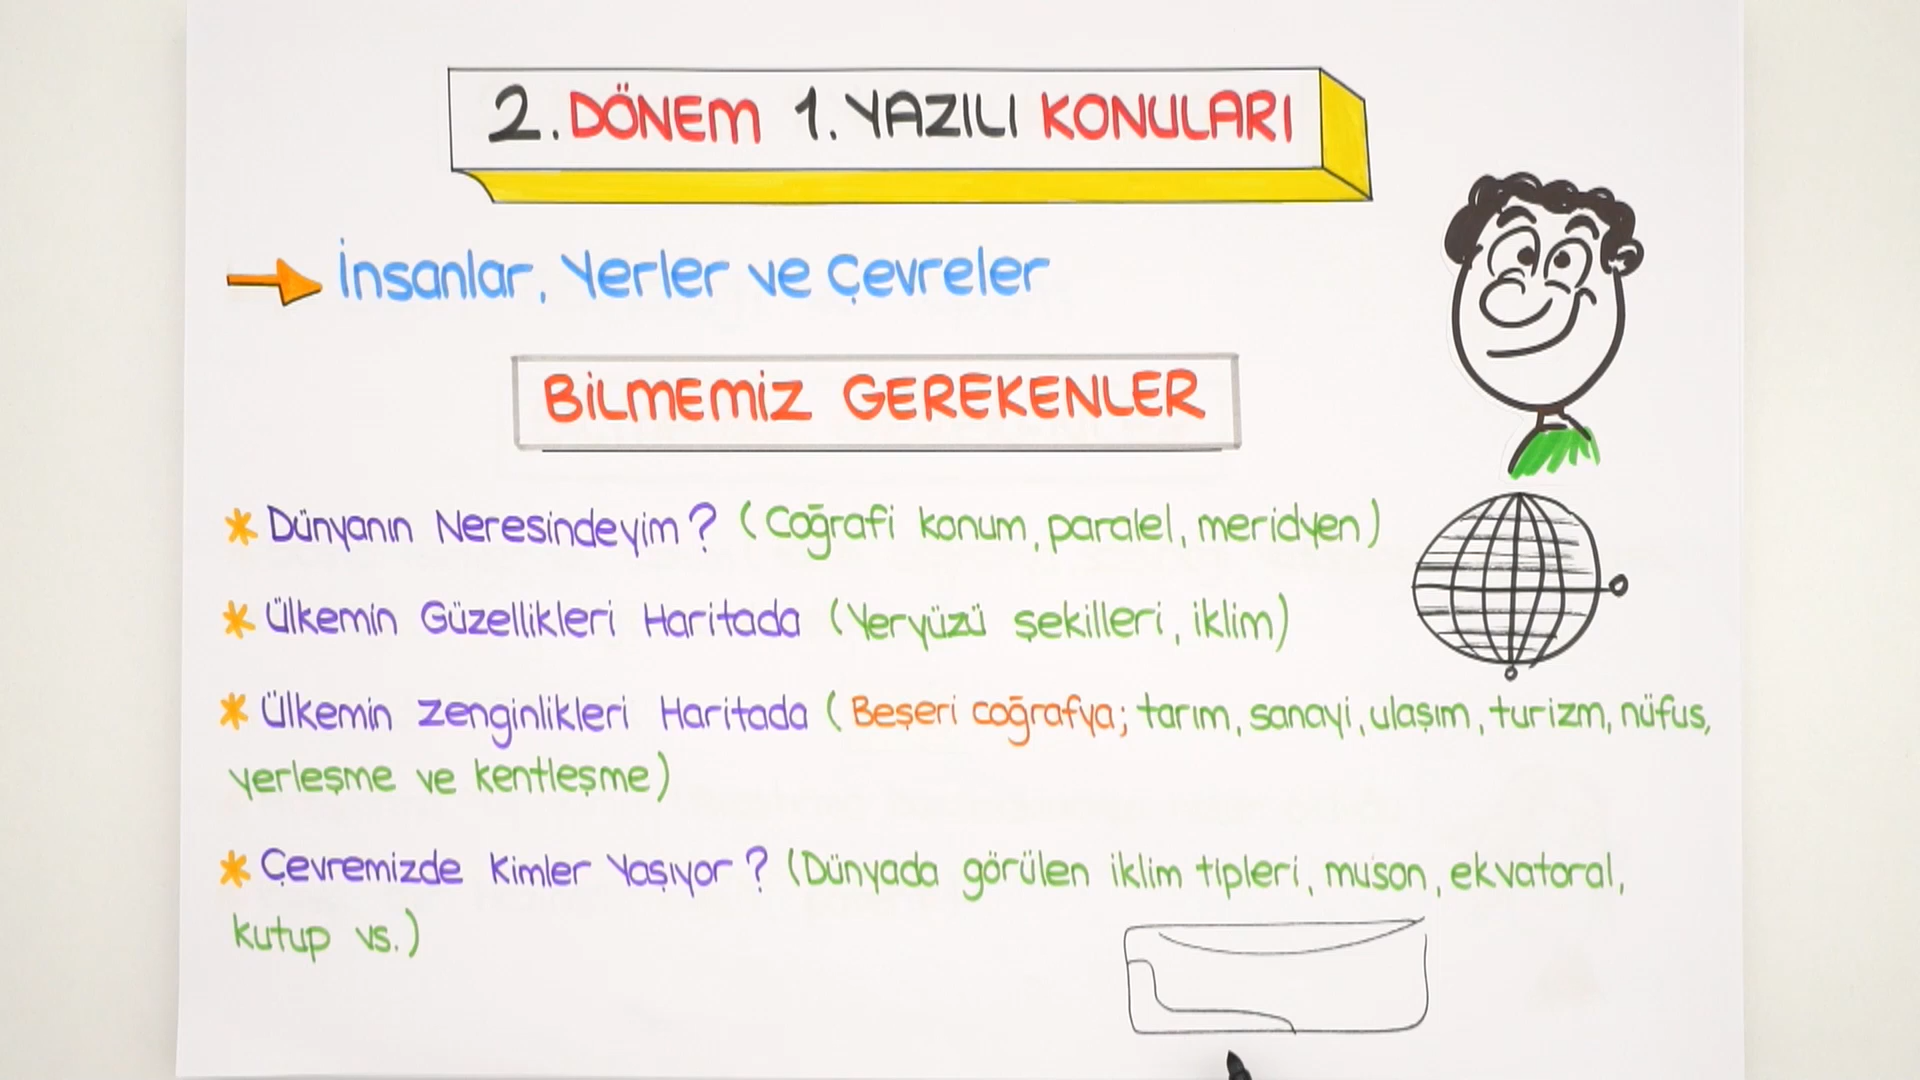 2. DÖNEM 1. YAZILI KONULARI
İnsanlar, Yerler ve Çevreler
BİLMEMİZ GEREKENLER
* Dünyanın Neresindeyim? (Coğrafi konum, paralel, meridyen)
* Ülkemin Güzellikleri Haritada (Yeryüzü şekilleri, iklim)
* Ülkemin zenginlikleri Haritada (Beşeri coğrafya; tarım, sanayi, ulaşım, turizm, nüfus,
yerleşme ve kentleşme)
* Çevremizde Kimler Yaşıyor? (Dünyada görülen iklim tipleri, muson, ekvatoral,
kutup vs.)